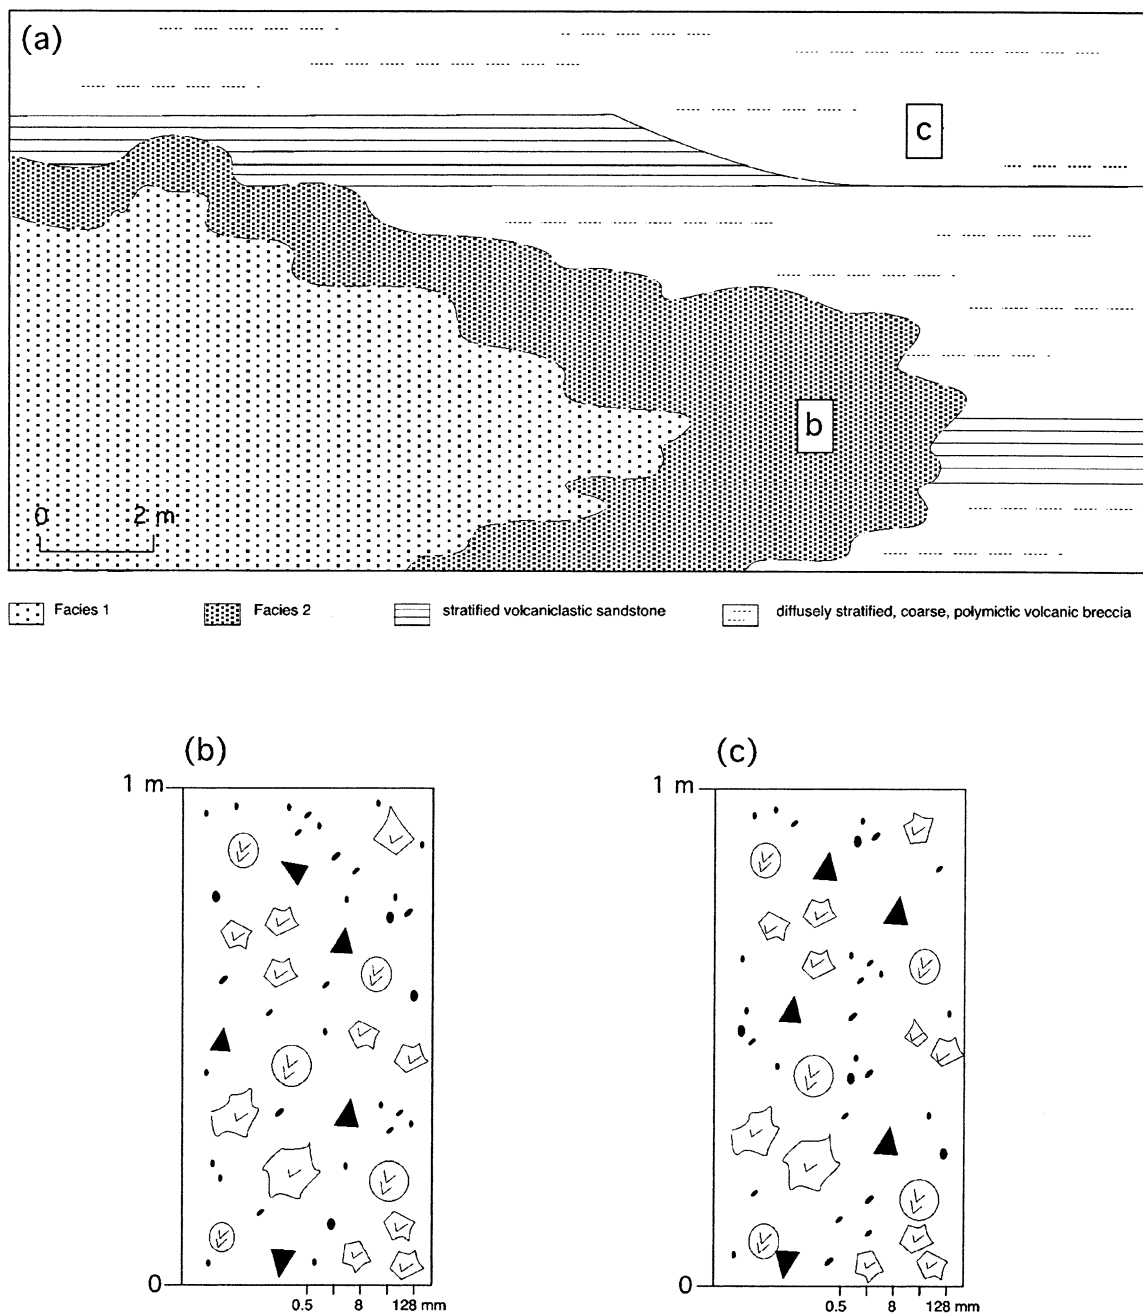 (a)
c
b
0 2 m
Facies 1 Facies 2 stratified volcaniclastic sandstone diffusely stratified, coarse, polymictic volcanic breccia
(b) (c)
1 m 1 m
0 0
0.5 8 128 mm 0.5 8 128 mm